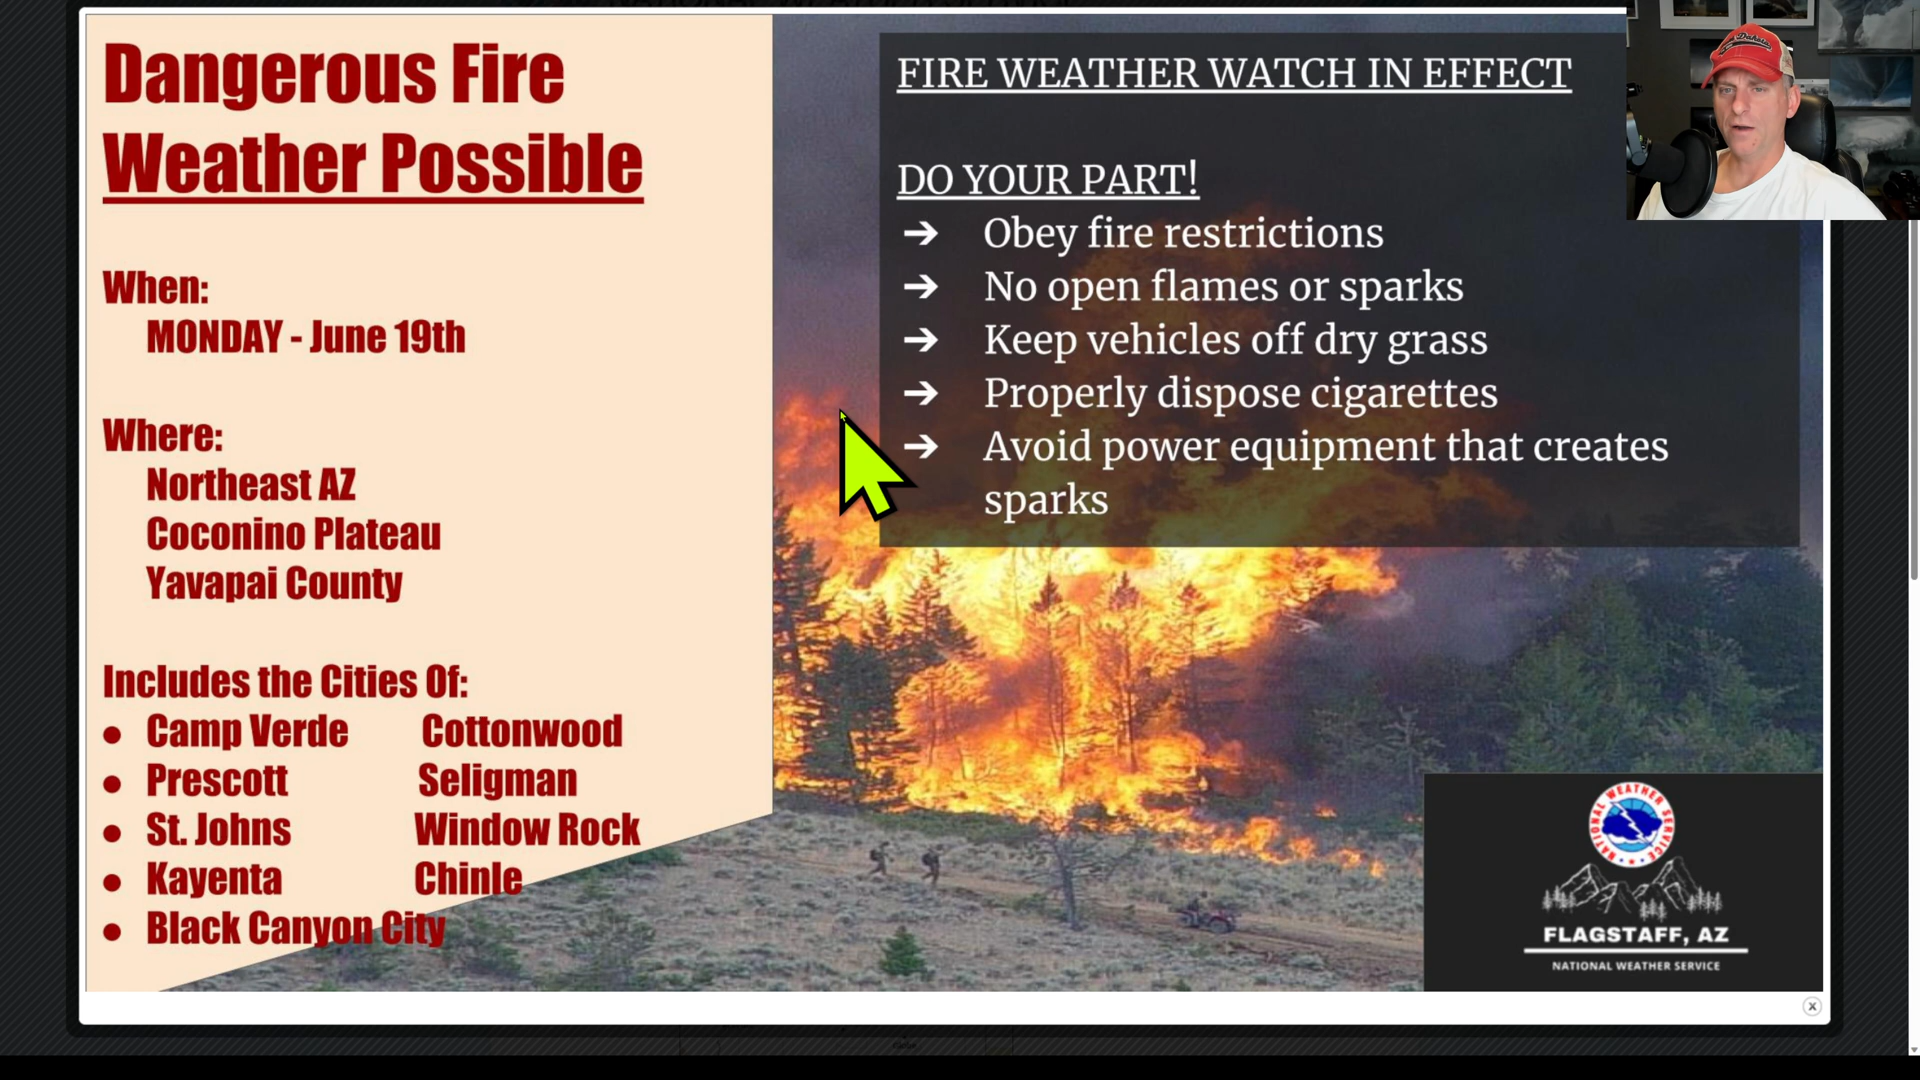 Dangerous Fire
Weather Possible
When:
MONDAY - June 19th
Where:
Northeast AZ
Coconino Plateau
Yavapai County
Includes the Cities Of:
● Camp Verde Cottonwood
● Prescott Seligman
● St. Johns Window Rock
● Kayenta Chinle
● Black Canyon City
FIRE WEATHER WATCH IN EFFECT
DO YOUR PART!
➔ Obey fire restrictions
➔ No open flames or sparks
➔ Keep vehicles off dry grass
➔ Properly dispose cigarettes
➔ Avoid power equipment that creates
sparks
NATIONAL WEATHER SERVICE
FLAGSTAFF, AZ
NATIONAL WEATHER SERVICE
Dakota